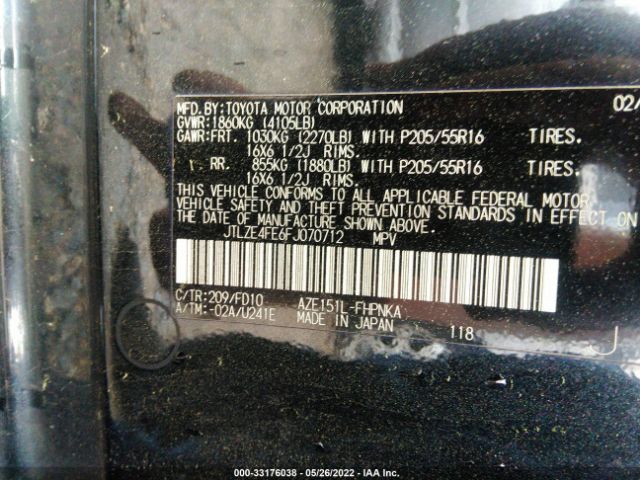 MFD. BY: TOYOTA MOTOR CORPORATION 02/
GVWR: 1860KG (4105LB)
GAWR: FRT. 1030KG (2270LB) WITH P205/55R16 TIRES.
16X6 1/2J RIMS.
RR. 855KG (1880LB) WITH P205/55R16 TIRES.
16X6 1/2J RIMS.
THIS VEHICLE CONFORMS TO ALL APPLICABLE FEDERAL MOTOR
VEHICLE SAFETY AND THEFT PREVENTION STANDARDS IN EFFECT ON
THE DATE OF MANUFACTURE SHOWN ABOVE.
JTLZE4FE6FJ070712 MPV
C/TR: 209/FD10 AZE151L-FHPNKA
A/TM: -02A/U241E MADE IN JAPAN 118 J
000-33176038 - 05/26/2022 - IAA Inc.